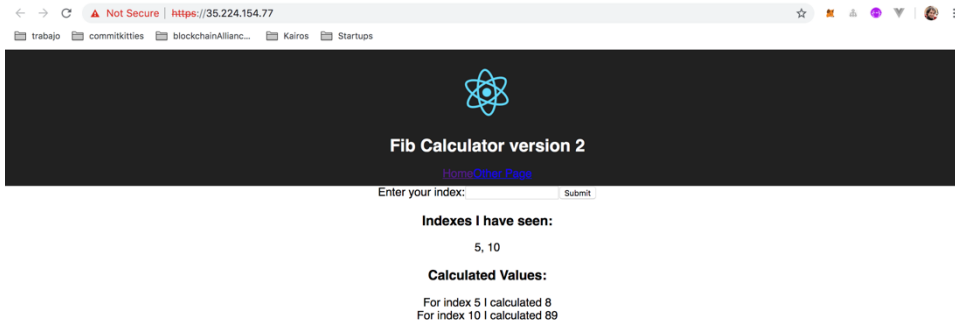 Not Secure | https://35.224.154.77
trabajo commitkitties blockchainAllianc... Kairos Startups
Fib Calculator version 2
HomeOther Page
Enter your index: Submit
Indexes I have seen:
5, 10
Calculated Values:
For index 5 I calculated 8
For index 10 I calculated 89